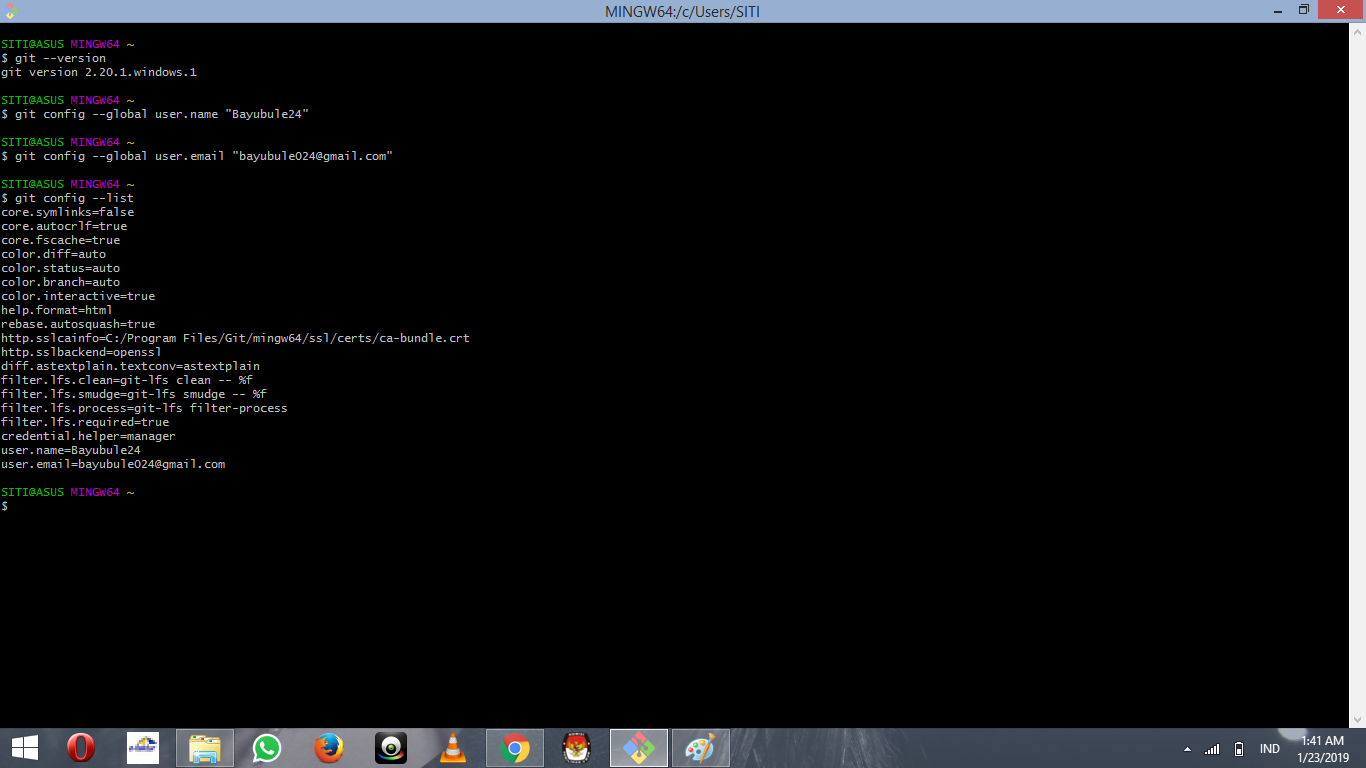 MINGW64:/c/Users/SITI
SITI@ASUS MINGW64 ~
$ git --version
git version 2.20.1.windows.1
SITI@ASUS MINGW64 ~
$ git config --global user.name "Bayubule24"
SITI@ASUS MINGW64 ~
$ git config --global user.email "bayubule024@gmail.com"
SITI@ASUS MINGW64 ~
$ git config --list
core.symlinks=false
core.autocrlf=true
core.fscache=true
color.diff=auto
color.status=auto
color.branch=auto
color.interactive=true
help.format=html
rebase.autosquash=true
http.sslcainfo=C:/Program Files/Git/mingw64/ssl/certs/ca-bundle.crt
http.sslbackend=openssl
diff.astextplain.textconv=astextplain
filter.lfs.clean=git-lfs clean -- %f
filter.lfs.smudge=git-lfs smudge -- %f
filter.lfs.process=git-lfs filter-process
filter.lfs.required=true
credential.helper=manager
user.name=Bayubule24
user.email=bayubule024@gmail.com
SITI@ASUS MINGW64 ~
$
IND
1:41 AM
1/23/2019